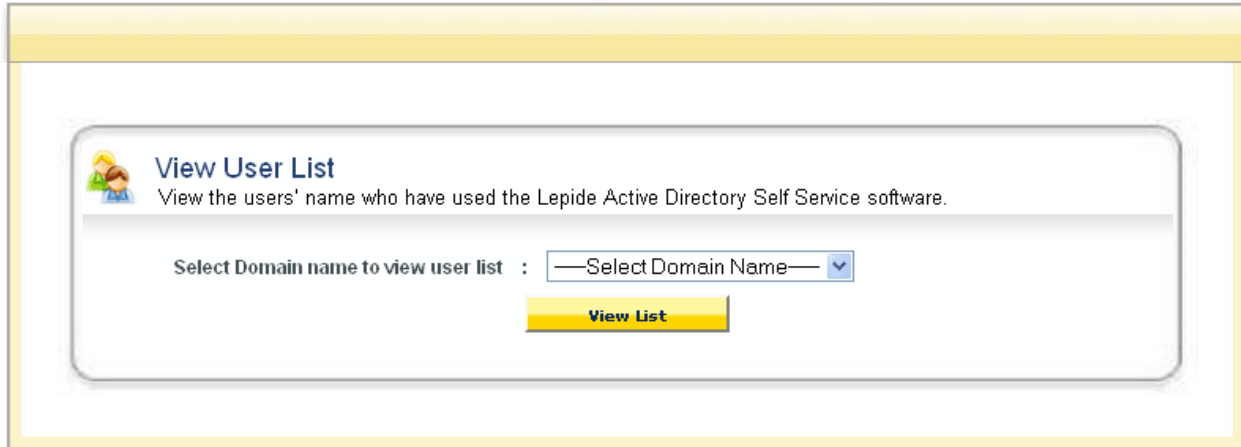 View User List
View the users' name who have used the Lepide Active Directory Self Service software.
Select Domain name to view user list : ──Select Domain Name──
View List